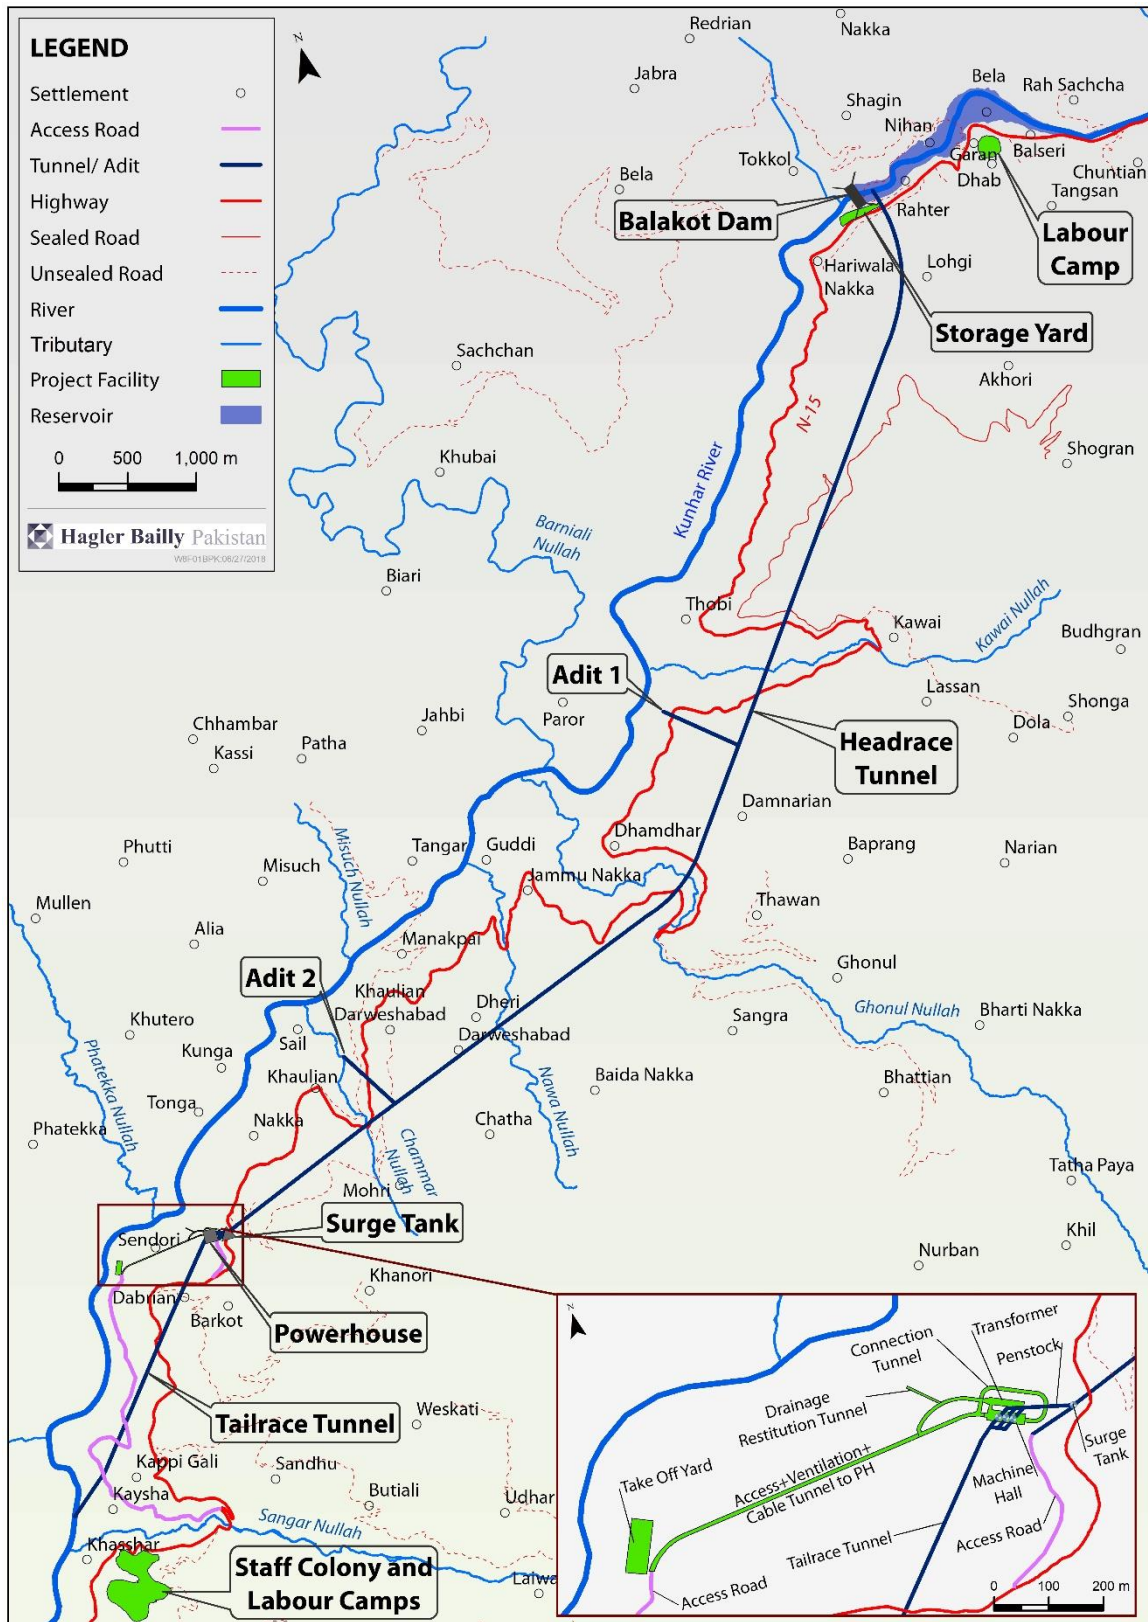 LEGEND
Settlement
Access Road
Tunnel/ Adit
Highway
Sealed Road
Unsealed Road
River
Tributary
Project Facility
Reservoir
0 500 1,000 m
Hagler Bailly Pakistan
N
Redrian
Nakka
Jabra
Bela
Rah Sachcha
Shagin
Nihan
Garan
Balseri
Tokkol
Dhab
Chuntian
Bela
Tangsan
Balakot Dam
Rahter
Labour
Camp
Hariwala
Nakka
Lohgi
Storage Yard
Sachchan
Akhori
N-15
Shogran
Khubai
Kunhar River
Barniali
Nullah
Biari
Thobi
Kawai
Kawai Nullah
Budhgran
Adit 1
Lassan
Shonga
Paror
Jahbi
Chhambar
Kassi
Patha
Dola
Headrace
Tunnel
Damnarian
Misuch Nullah
Phutti
Tangar
Guddi
Dhamdhar
Baprang
Narian
Misuch
Jammu Nakka
Mullen
Thawan
Alia
Manakpai
Adit 2
Ghonul
Khaulian
Darweshabad
Dheri
Ghonul Nullah
Bharti Nakka
Khutero
Sail
Darweshabad
Sangra
Phatekka Nullah
Kunga
Khaulian
Nawa Nullah
Baida Nakka
Bhattian
Tonga
Nakka
Chatha
Phatekka
Chammar
Nullah
Mohri
Tatha Paya
Surge Tank
Sendori
Khil
Nurban
Khanori
Dabrian
Barkot
Powerhouse
Tailrace Tunnel
Weskati
Kappi Gali
Sandhu
Kaysha
Butiali
Udhar
Sangar Nullah
Khasshar
Staff Colony and
Labour Camps
Laiwa
N
Transformer
Connection
Tunnel
Penstock
Drainage
Restitution Tunnel
Surge
Tank
Take Off Yard
Access+Ventilation+
Cable Tunnel to PH
Machine
Hall
Tailrace Tunnel
Access Road
Access Road
0 100 200 m